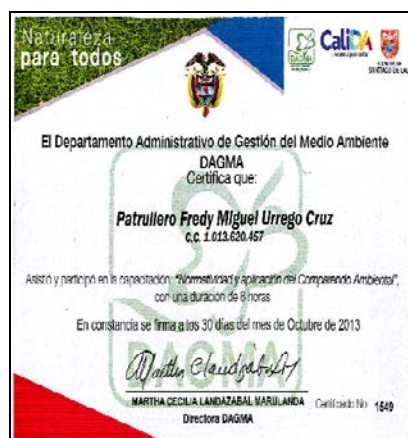 Naturaleza
para todos
DAGMA
CaliDA
El Departamento Administrativo de Gestión del Medio Ambiente
DAGMA
Certifica que:
Patrullero Fredy Miguel Urrego Cruz
C.C. 1.013.620.457
Asistió y participó en la capacitación: "Normatividad y aplicación del Comparendo Ambiental",
con una duración de 8 horas
En constancia se firma a los 30 días del mes de Octubre de 2013
DAGMA
MARTHA CECILIA LANDAZABAL MARULANDA
Certificado No 1549
Directora DAGMA